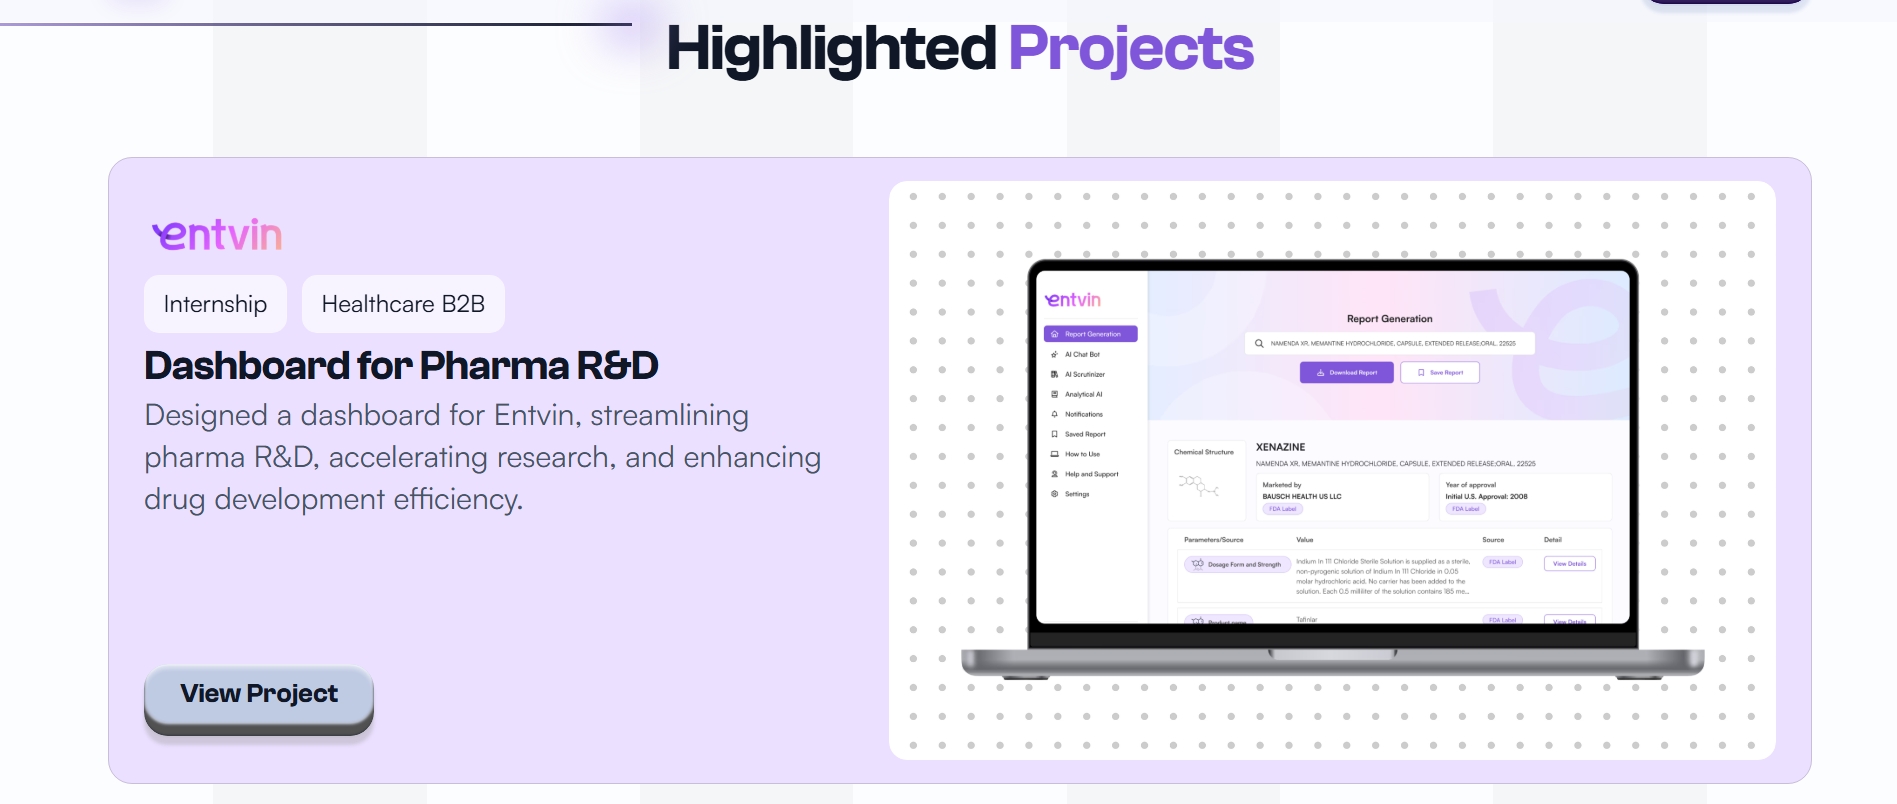 Highlighted Projects
entvin
Internship
Healthcare B2B
Dashboard for Pharma R&D
Designed a dashboard for Entvin, streamlining
pharma R&D, accelerating research, and enhancing
drug development efficiency.
View Project
entvin
Report Generation
AI Chat Bot
AI Scrutinizer
Analytical AI
Notifications
Saved Report
How to Use
Help and Support
Settings
Report Generation
NAMENDA XR, MEMANTINE HYDROCHLORIDE, CAPSULE, EXTENDED RELEASE;ORAL. 22525
Download Report
Save Report
Chemical Structure
XENAZINE
NAMENDA XR, MEMANTINE HYDROCHLORIDE, CAPSULE, EXTENDED RELEASE;ORAL. 22525
Marketed by
BAUSCH HEALTH US LLC
FDA Label
Year of approval
Initial U.S. Approval: 2008
FDA Label
Parameters/Source
Value
Source
Detail
Dosage Form and Strength
Indium In 111 Chloride Sterile Solution is supplied as a sterile,
non-pyrogenic solution of Indium In 111 Chloride in 0.05
molar hydrochloric acid. No carrier has been added to the
solution. Each 0.5 milliliter of the solution contains 185 me...
FDA Label
View Details
Product name
Tafinlar
FDA Label
View Details